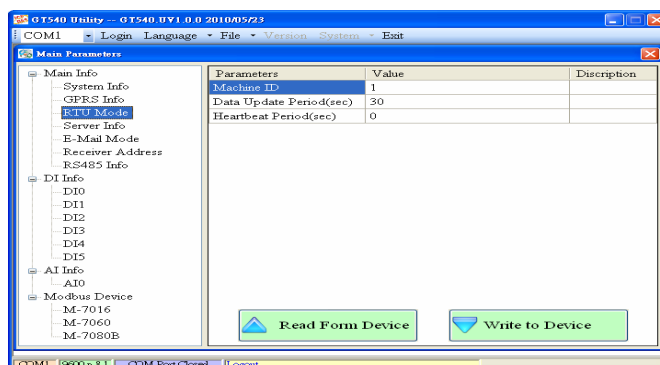 GT540 Utility -- GT540.UV1.0.0 2010/05/23
COM1 Login Language File Version System Exit
Main Parameters
Main Info
System Info
GPRS Info
RTU Mode
Server Info
E-Mail Mode
Receiver Address
RS485 Info
DI Info
DI0
DI1
DI2
DI3
DI4
DI5
AI Info
AI0
Modbus Device
M-7016
M-7060
M-7080B
Parameters Value Discription
Machine ID 1
Data Update Period(sec) 30
Heartbeat Period(sec) 0
Read Form Device Write to Device
COM1 9600,n,8,1 COM Port Closed Logout